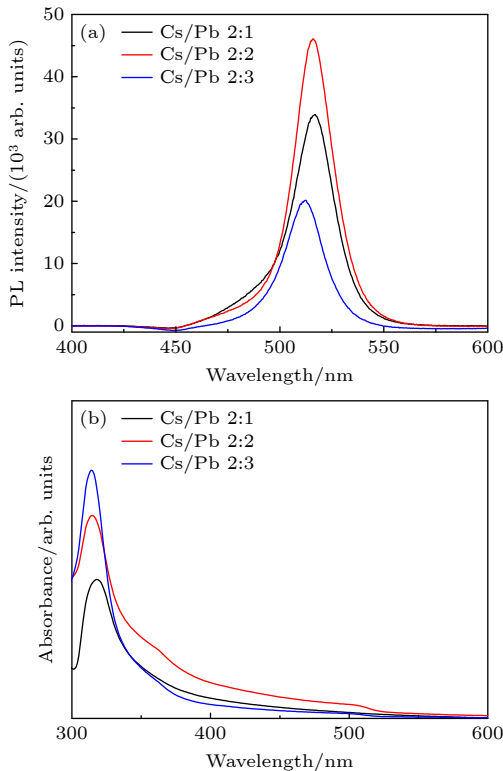 (a)
Cs/Pb 2:1
Cs/Pb 2:2
Cs/Pb 2:3
PL intensity/(10³ arb. units)
50
40
30
20
10
0
400 450 500 550 600
Wavelength/nm
(b)
Cs/Pb 2:1
Cs/Pb 2:2
Cs/Pb 2:3
Absorbance/arb. units
300 400 500 600
Wavelength/nm